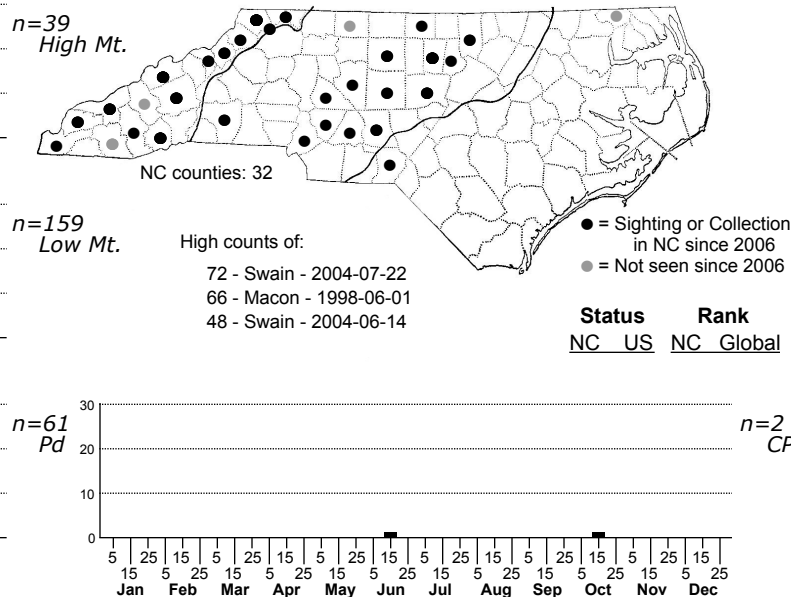 n=39
High Mt.
NC counties: 32
n=159
Low Mt.
High counts of:
72 - Swain - 2004-07-22
66 - Macon - 1998-06-01
48 - Swain - 2004-06-14
= Sighting or Collection
in NC since 2006
= Not seen since 2006
Status Rank
NC US NC Global
n=61
Pd
n=2
CP
30
20
10
0
5 25 15 5 25 15 5 25 15 5 25 15 5 25 15 5 25 15
15 5 25 15 5 25 15 5 25 15 5 25 15 5 25 15 5 25
Jan Feb Mar Apr May Jun Jul Aug Sep Oct Nov Dec